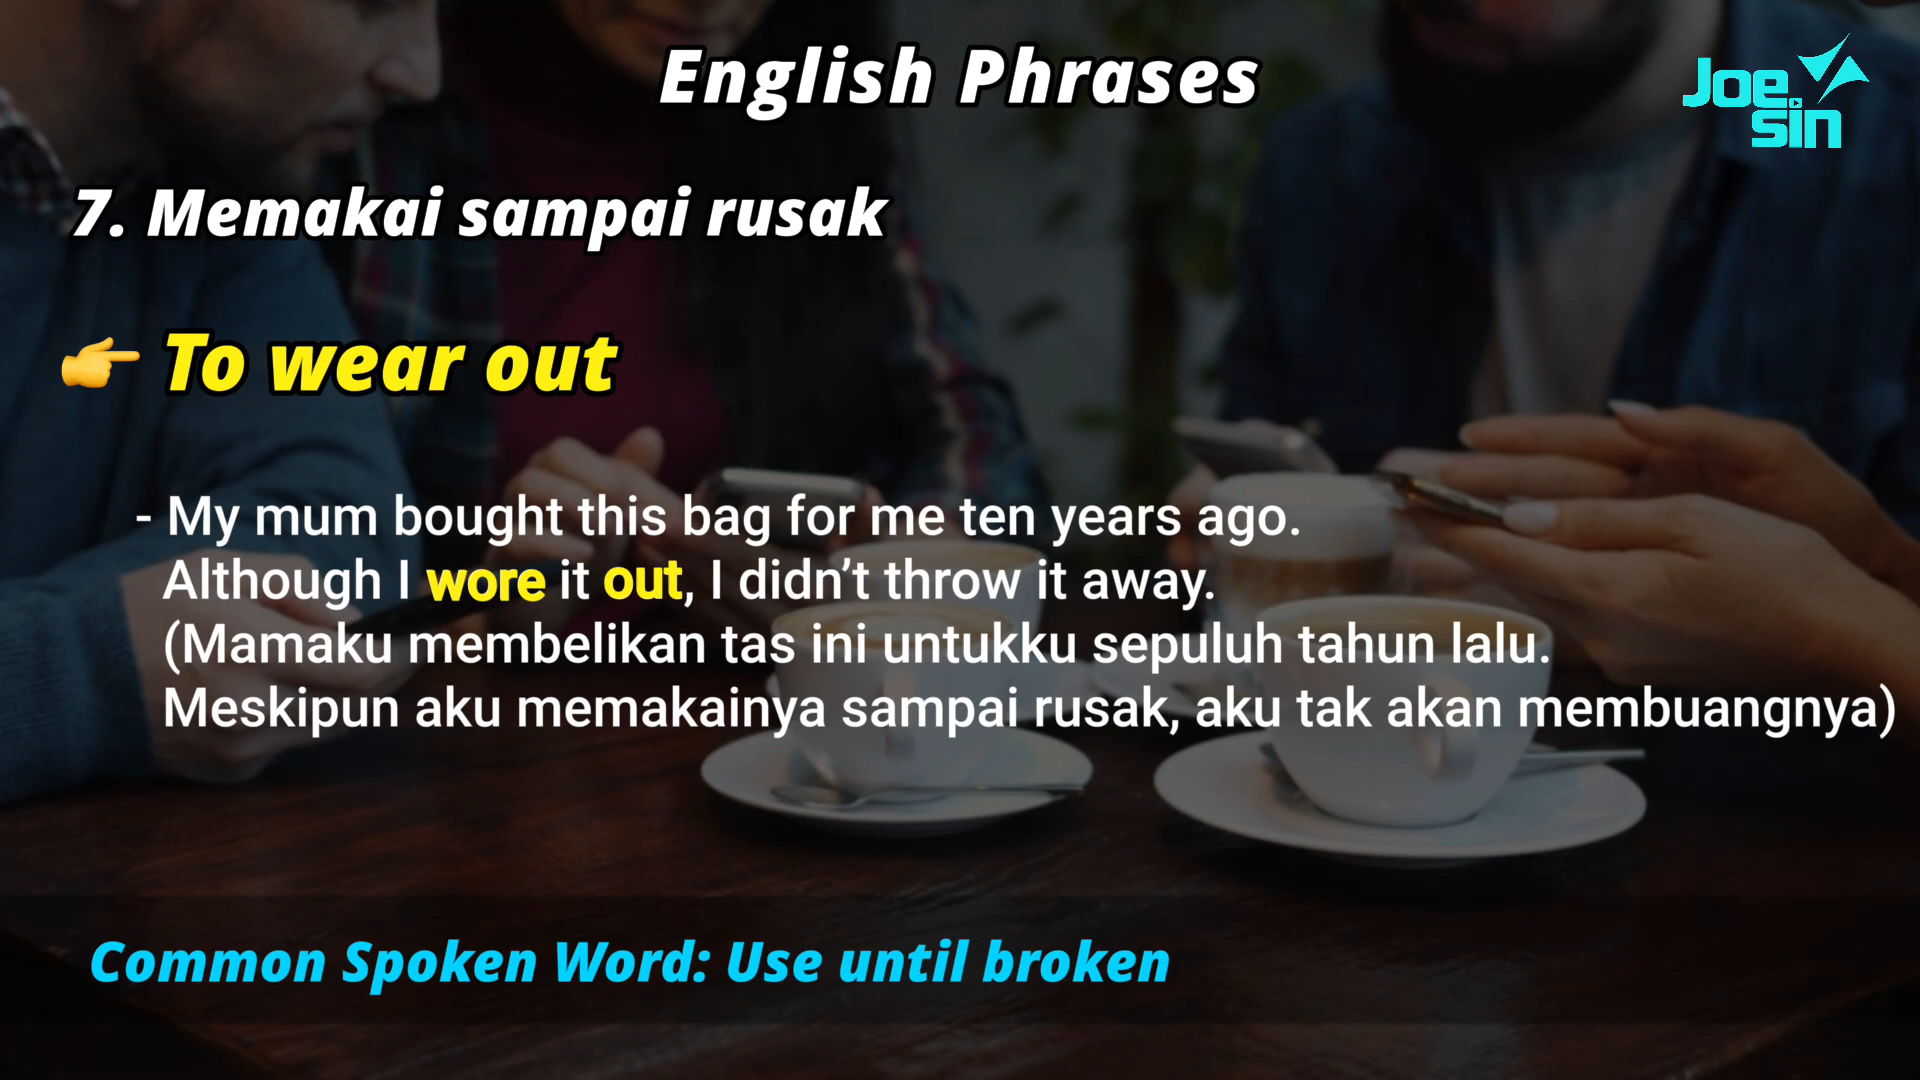 English Phrases
Joe
sin
7. Memakai sampai rusak
👉 To wear out
- My mum bought this bag for me ten years ago.
Although I wore it out, I didn’t throw it away.
(Mamaku membelikan tas ini untukku sepuluh tahun lalu.
Meskipun aku memakainya sampai rusak, aku tak akan membuangnya)
Common Spoken Word: Use until broken